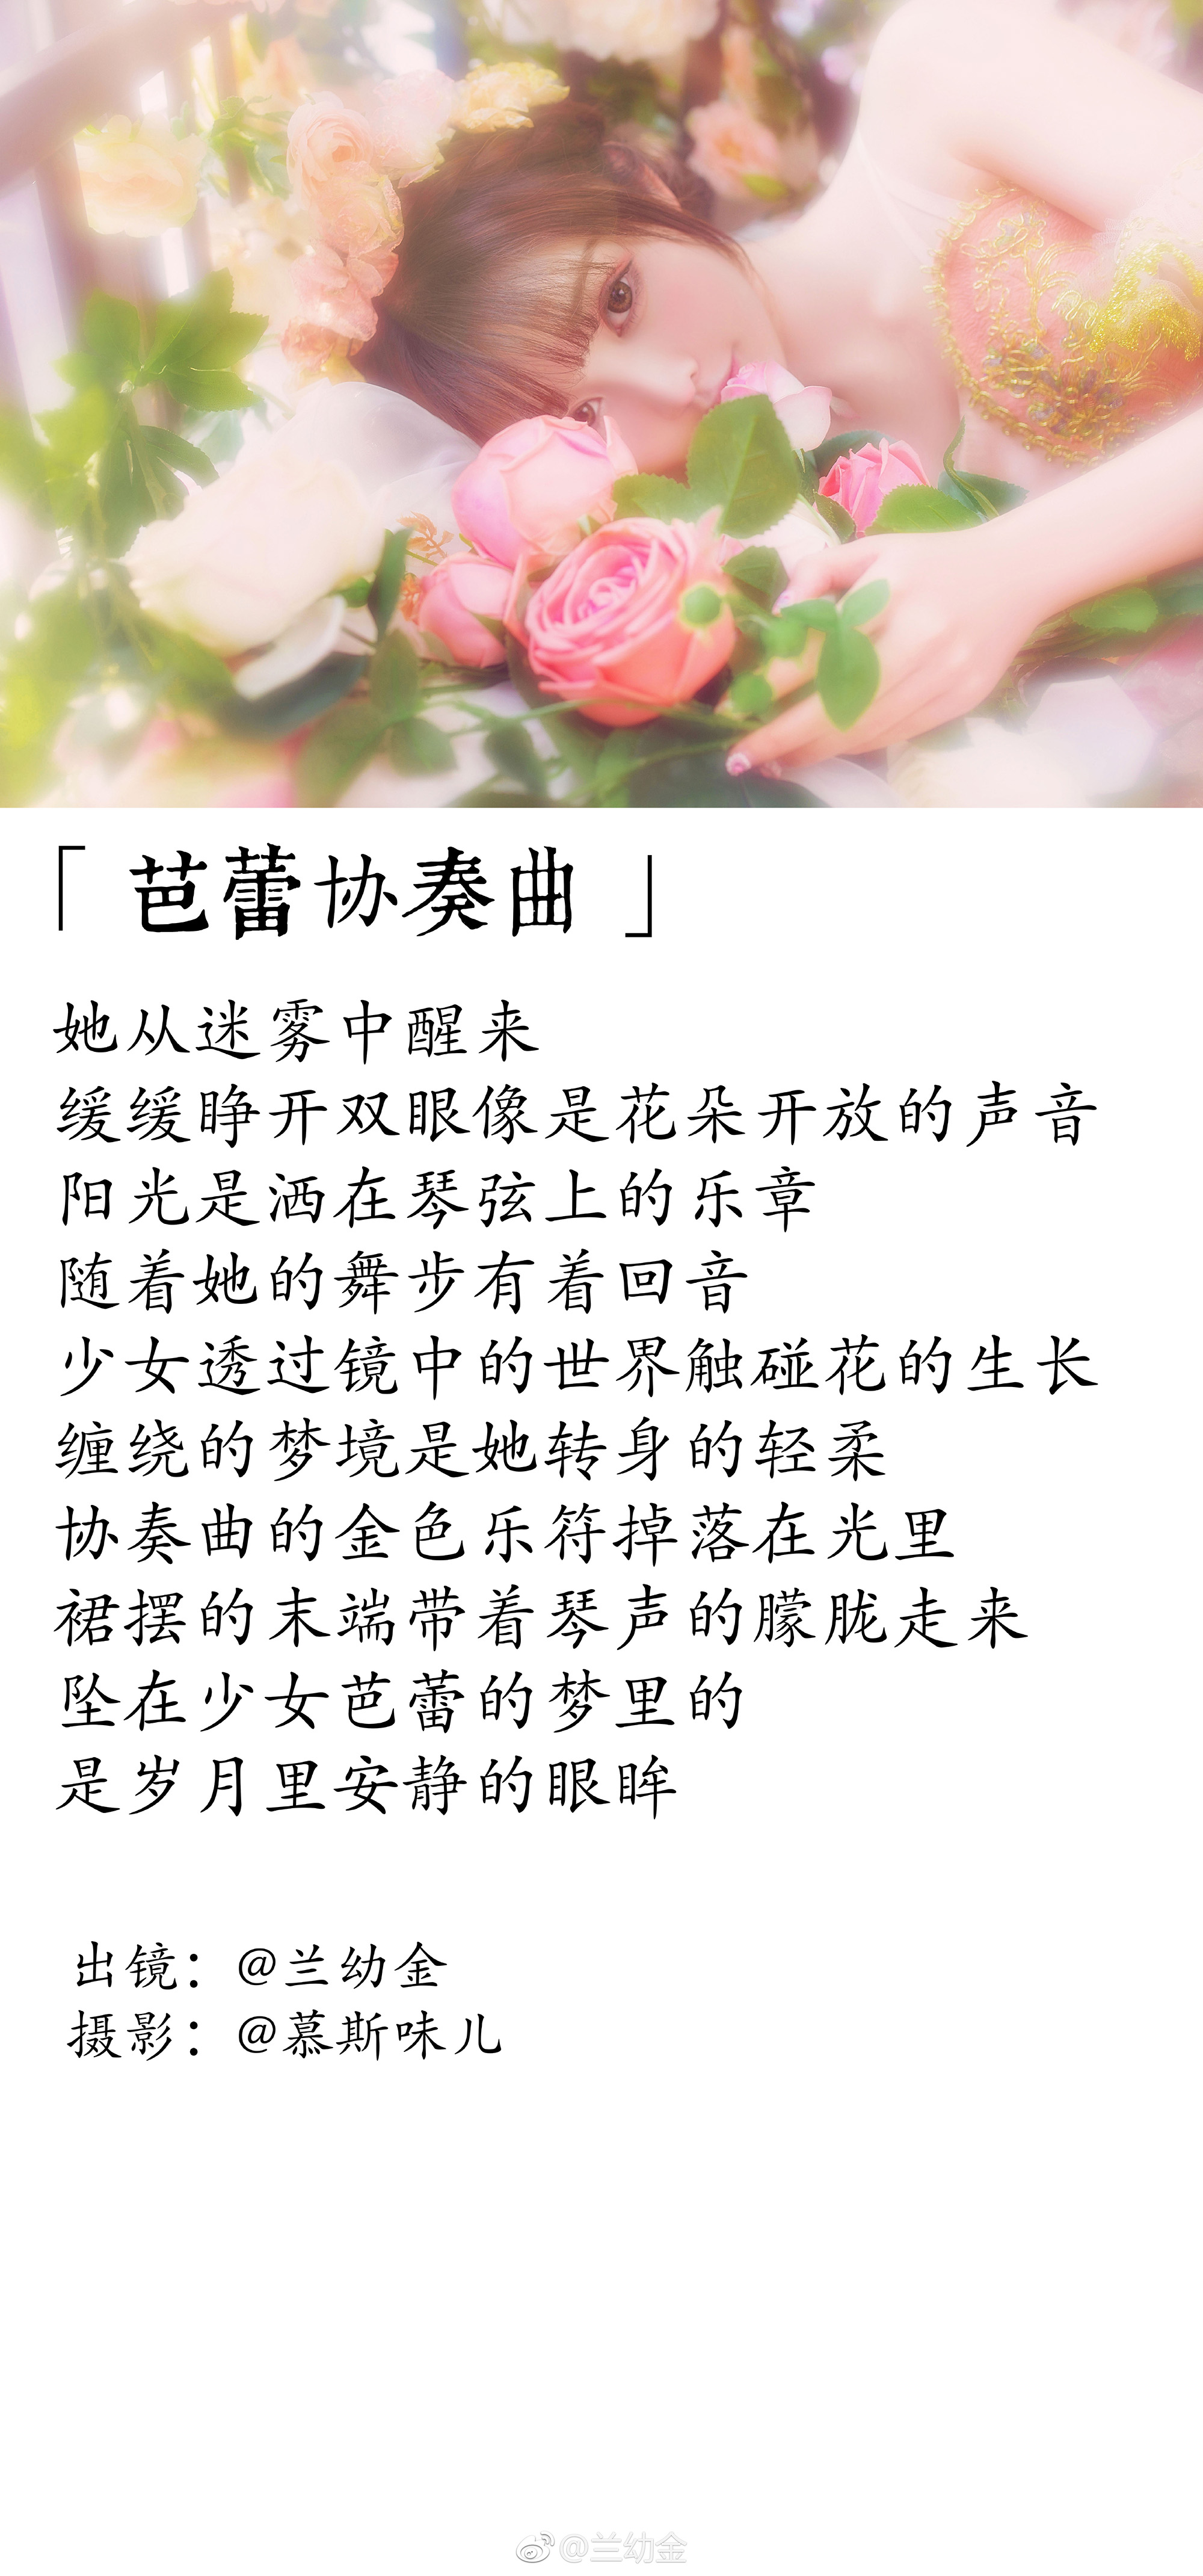 「 芭蕾协奏曲 」
她从迷雾中醒来
缓缓睁开双眼像是花朵开放的声音
阳光是洒在琴弦上的乐章
随着她的舞步有着回音
少女透过镜中的世界触碰花的生长
缠绕的梦境是她转身的轻柔
协奏曲的金色乐符掉落在光里
裙摆的末端带着琴声的朦胧走来
坠在少女芭蕾的梦里的
是岁月里安静的眼眸
出镜：@兰幼金
摄影：@慕斯味儿
@兰幼金